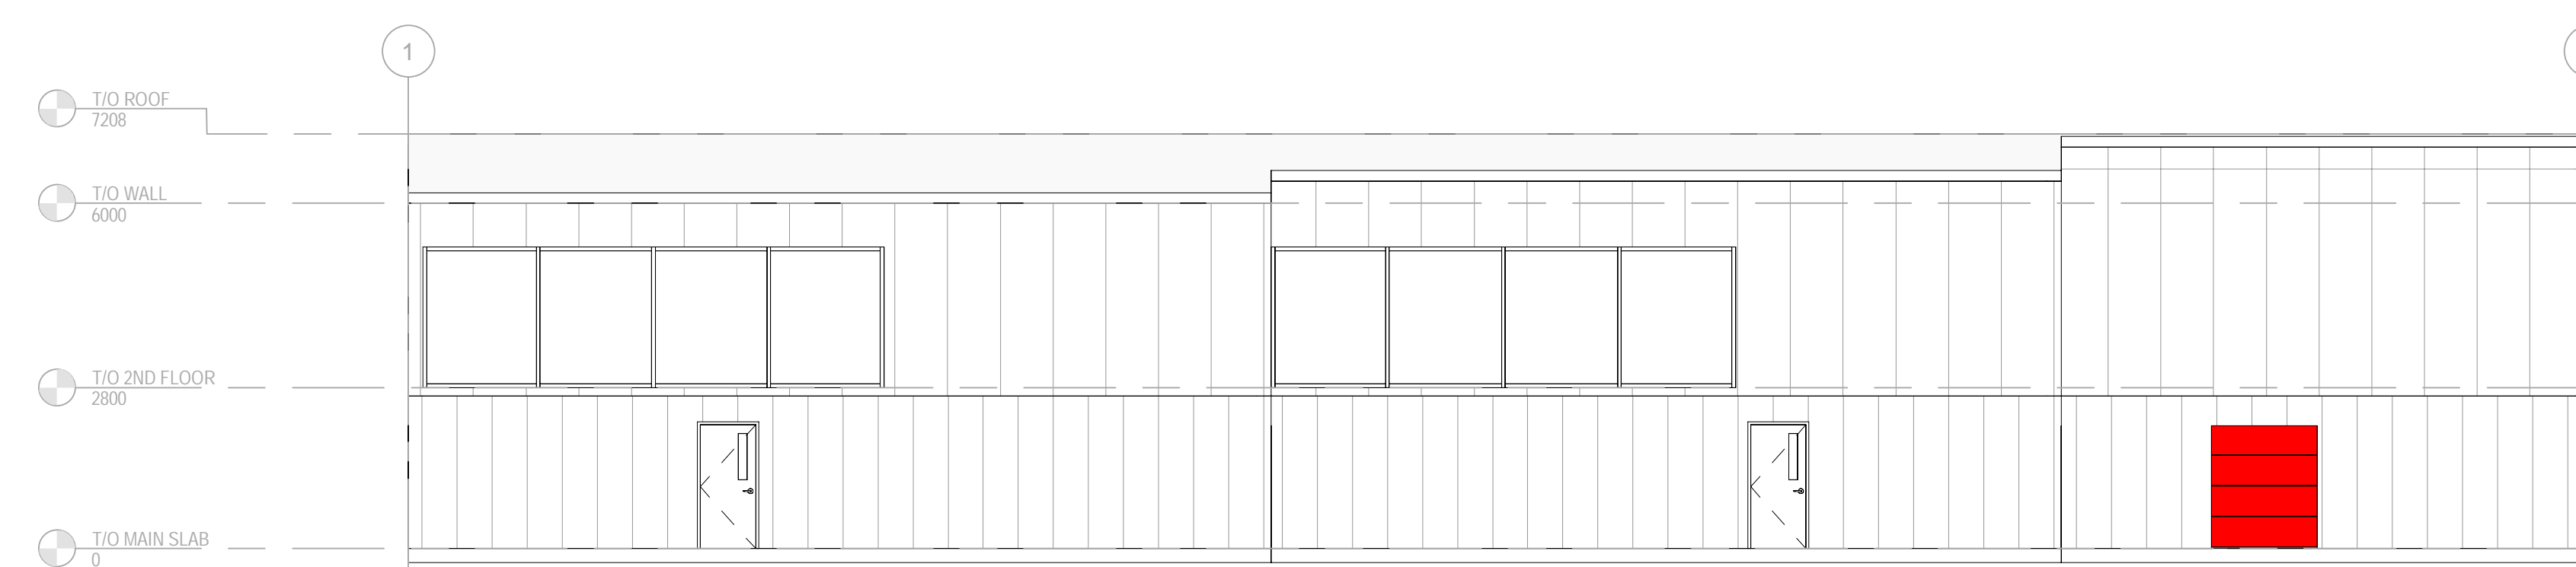 1
T/O ROOF
7208
T/O WALL
6000
T/O 2ND FLOOR
2800
T/O MAIN SLAB
0